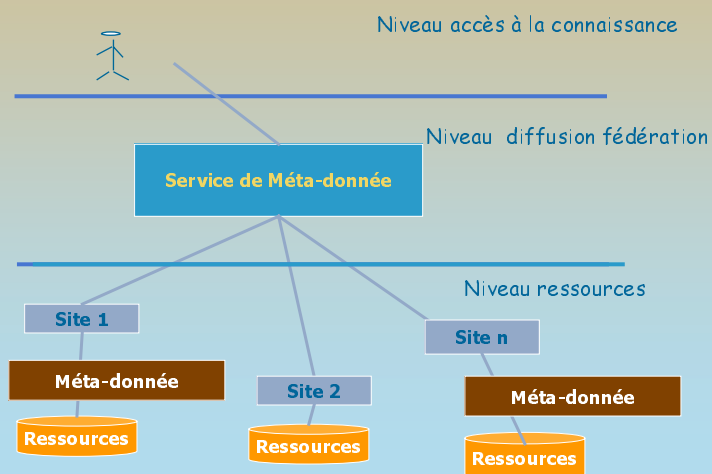 Niveau accès à la connaissance
Niveau diffusion fédération
Service de Méta-donnée
Niveau ressources
Site 1
Site n
Méta-donnée
Site 2
Méta-donnée
Ressources
Ressources
Ressources